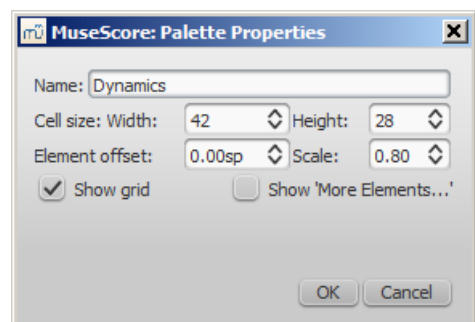 mũ MuseScore: Palette Properties
Name: Dynamics
Cell size: Width: 42 Height: 28
Element offset: 0.00sp Scale: 0.80
Show grid Show 'More Elements...'
OK Cancel